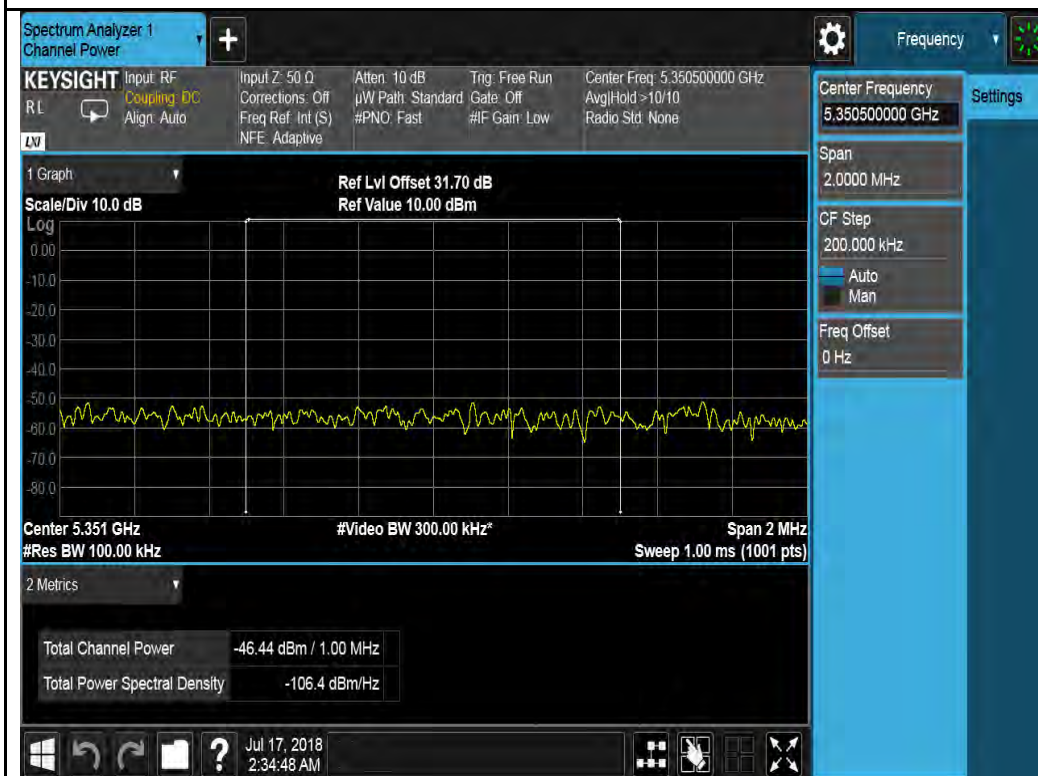 Spectrum Analyzer 1
Channel Power
Frequency
KEYSIGHT
R L
LXI
Input: RF
Coupling: DC
Align: Auto
Input Z: 50 Ω
Corrections: Off
Freq Ref: Int (S)
NFE: Adaptive
Atten: 10 dB
µW Path: Standard
#PNO: Fast
Trig: Free Run
Gate: Off
#IF Gain: Low
Center Freq: 5.350500000 GHz
Avg|Hold >10/10
Radio Std: None
Center Frequency
5.350500000 GHz
Settings
Span
2.0000 MHz
CF Step
200.000 kHz
Auto
Man
Freq Offset
0 Hz
1 Graph
Scale/Div 10.0 dB
Ref Lvl Offset 31.70 dB
Ref Value 10.00 dBm
Log
0.00
-10.0
-20.0
-30.0
-40.0
-50.0
-60.0
-70.0
-80.0
Center 5.351 GHz
#Video BW 300.00 kHz*
Span 2 MHz
#Res BW 100.00 kHz
Sweep 1.00 ms (1001 pts)
2 Metrics
Total Channel Power -46.44 dBm / 1.00 MHz
Total Power Spectral Density -106.4 dBm/Hz
?
Jul 17, 2018
2:34:48 AM